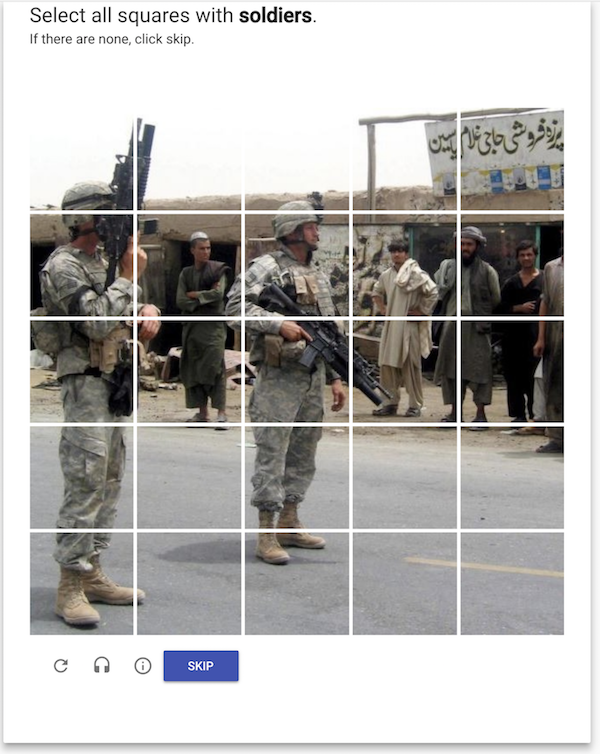 Select all squares with soldiers.
If there are none, click skip.
پرزه فروشی حاجی غلام یاسین
SKIP